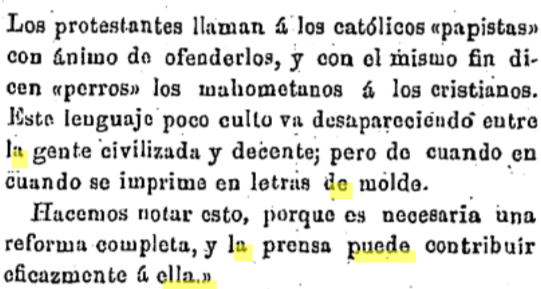 Los protestantes llaman á los católicos «papistas»
con ánimo de ofenderlos, y con el mismo fin di-
cen «perros» los mahometanos á los cristianos.
Este lenguaje poco culto va desapareciendo entre
la gente civilizada y decente; pero de cuando en
cuando se imprime en letras de molde.
Hacemos notar esto, porque es necesaria una
reforma completa, y la prensa puede contribuir
eficazmente á ella.»